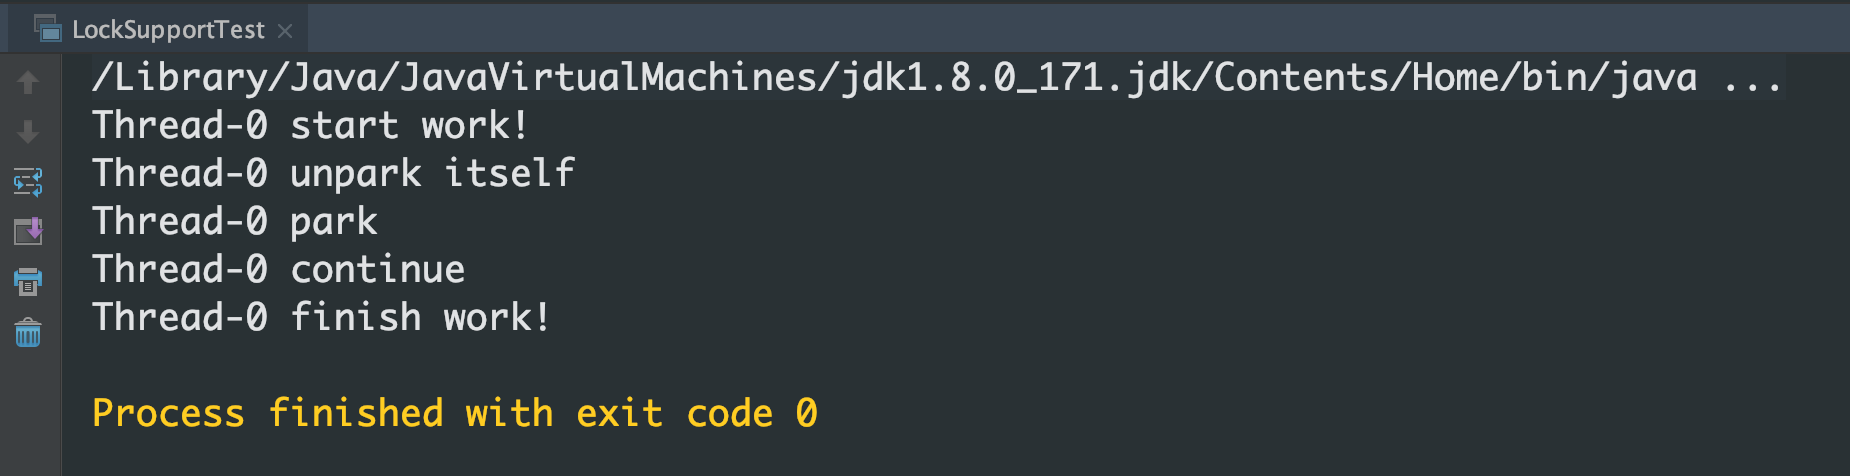 LockSupportTest
/Library/Java/JavaVirtualMachines/jdk1.8.0_171.jdk/Contents/Home/bin/java ...
Thread-0 start work!
Thread-0 unpark itself
Thread-0 park
Thread-0 continue
Thread-0 finish work!
Process finished with exit code 0